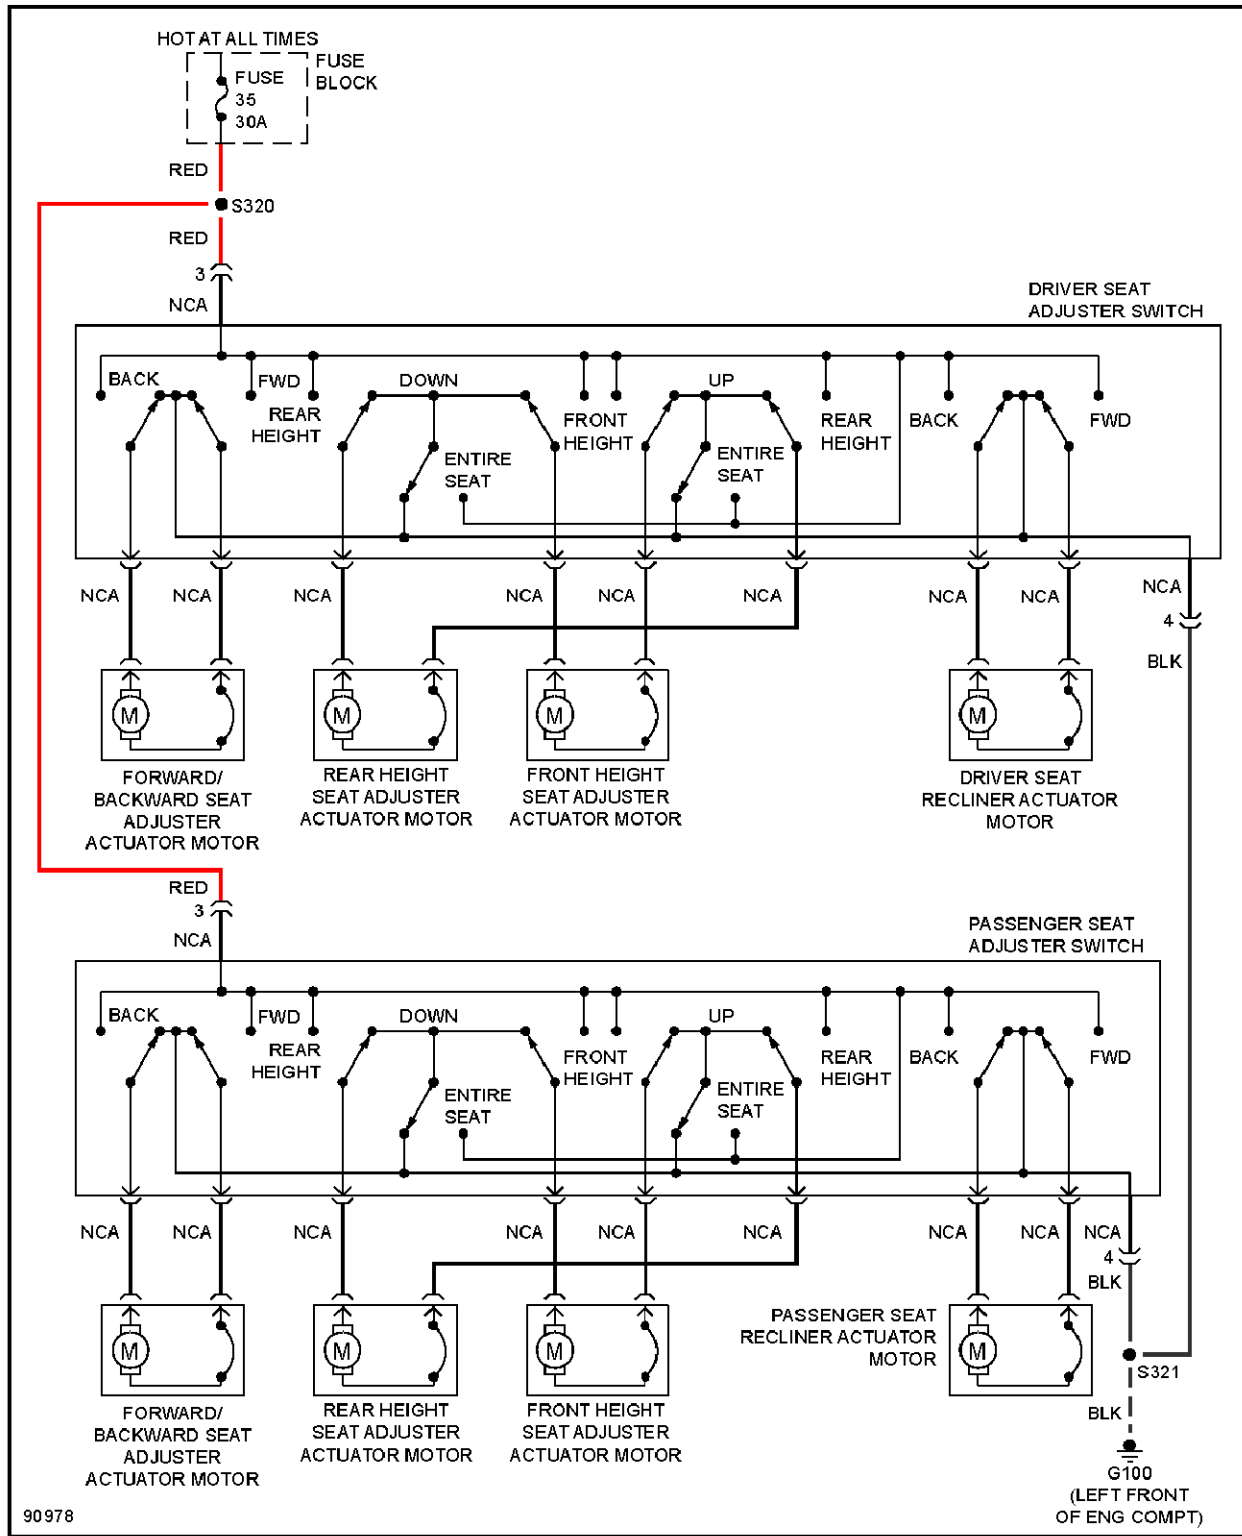 HOT AT ALL TIMES
FUSE
35
30A
FUSE
BLOCK
RED
S320
RED
3
NCA
DRIVER SEAT
ADJUSTER SWITCH
BACK
FWD
REAR
HEIGHT
DOWN
ENTIRE
SEAT
FRONT
HEIGHT
UP
ENTIRE
SEAT
REAR
HEIGHT
BACK
FWD
NCA
NCA
NCA
NCA
NCA
NCA
NCA
NCA
NCA
4
BLK
M
M
M
M
FORWARD/
BACKWARD SEAT
ADJUSTER
ACTUATOR MOTOR
REAR HEIGHT
SEAT ADJUSTER
ACTUATOR MOTOR
FRONT HEIGHT
SEAT ADJUSTER
ACTUATOR MOTOR
DRIVER SEAT
RECLINER ACTUATOR
MOTOR
RED
3
NCA
PASSENGER SEAT
ADJUSTER SWITCH
BACK
FWD
REAR
HEIGHT
DOWN
ENTIRE
SEAT
FRONT
HEIGHT
UP
ENTIRE
SEAT
REAR
HEIGHT
BACK
FWD
NCA
NCA
NCA
NCA
NCA
NCA
NCA
NCA
NCA
4
BLK
M
M
M
PASSENGER SEAT
RECLINER ACTUATOR
MOTOR
M
S321
BLK
FORWARD/
BACKWARD SEAT
ADJUSTER
ACTUATOR MOTOR
REAR HEIGHT
SEAT ADJUSTER
ACTUATOR MOTOR
FRONT HEIGHT
SEAT ADJUSTER
ACTUATOR MOTOR
G100
(LEFT FRONT
OF ENG COMPT)
90978